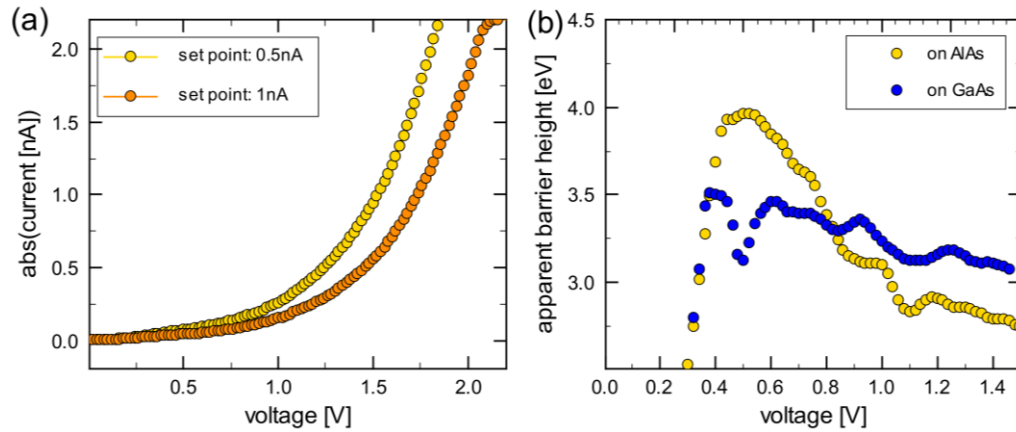 (a)
set point: 0.5nA
set point: 1nA
abs(current [nA])
2.0
1.5
1.0
0.5
0.0
0.5
1.0
1.5
2.0
voltage [V]
(b)
on AlAs
on GaAs
apparent barrier height [eV]
4.5
4.0
3.5
3.0
0.0
0.2
0.4
0.6
0.8
1.0
1.2
1.4
voltage [V]